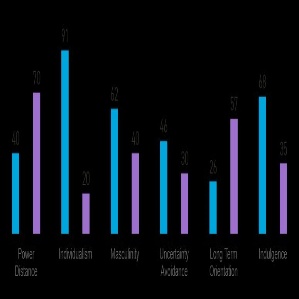 91
70
68
62
57
46
40
40
35
30
26
20
Power Distance
Individualism
Masculinity
Uncertainty Avoidance
Long Term Orientation
Indulgence